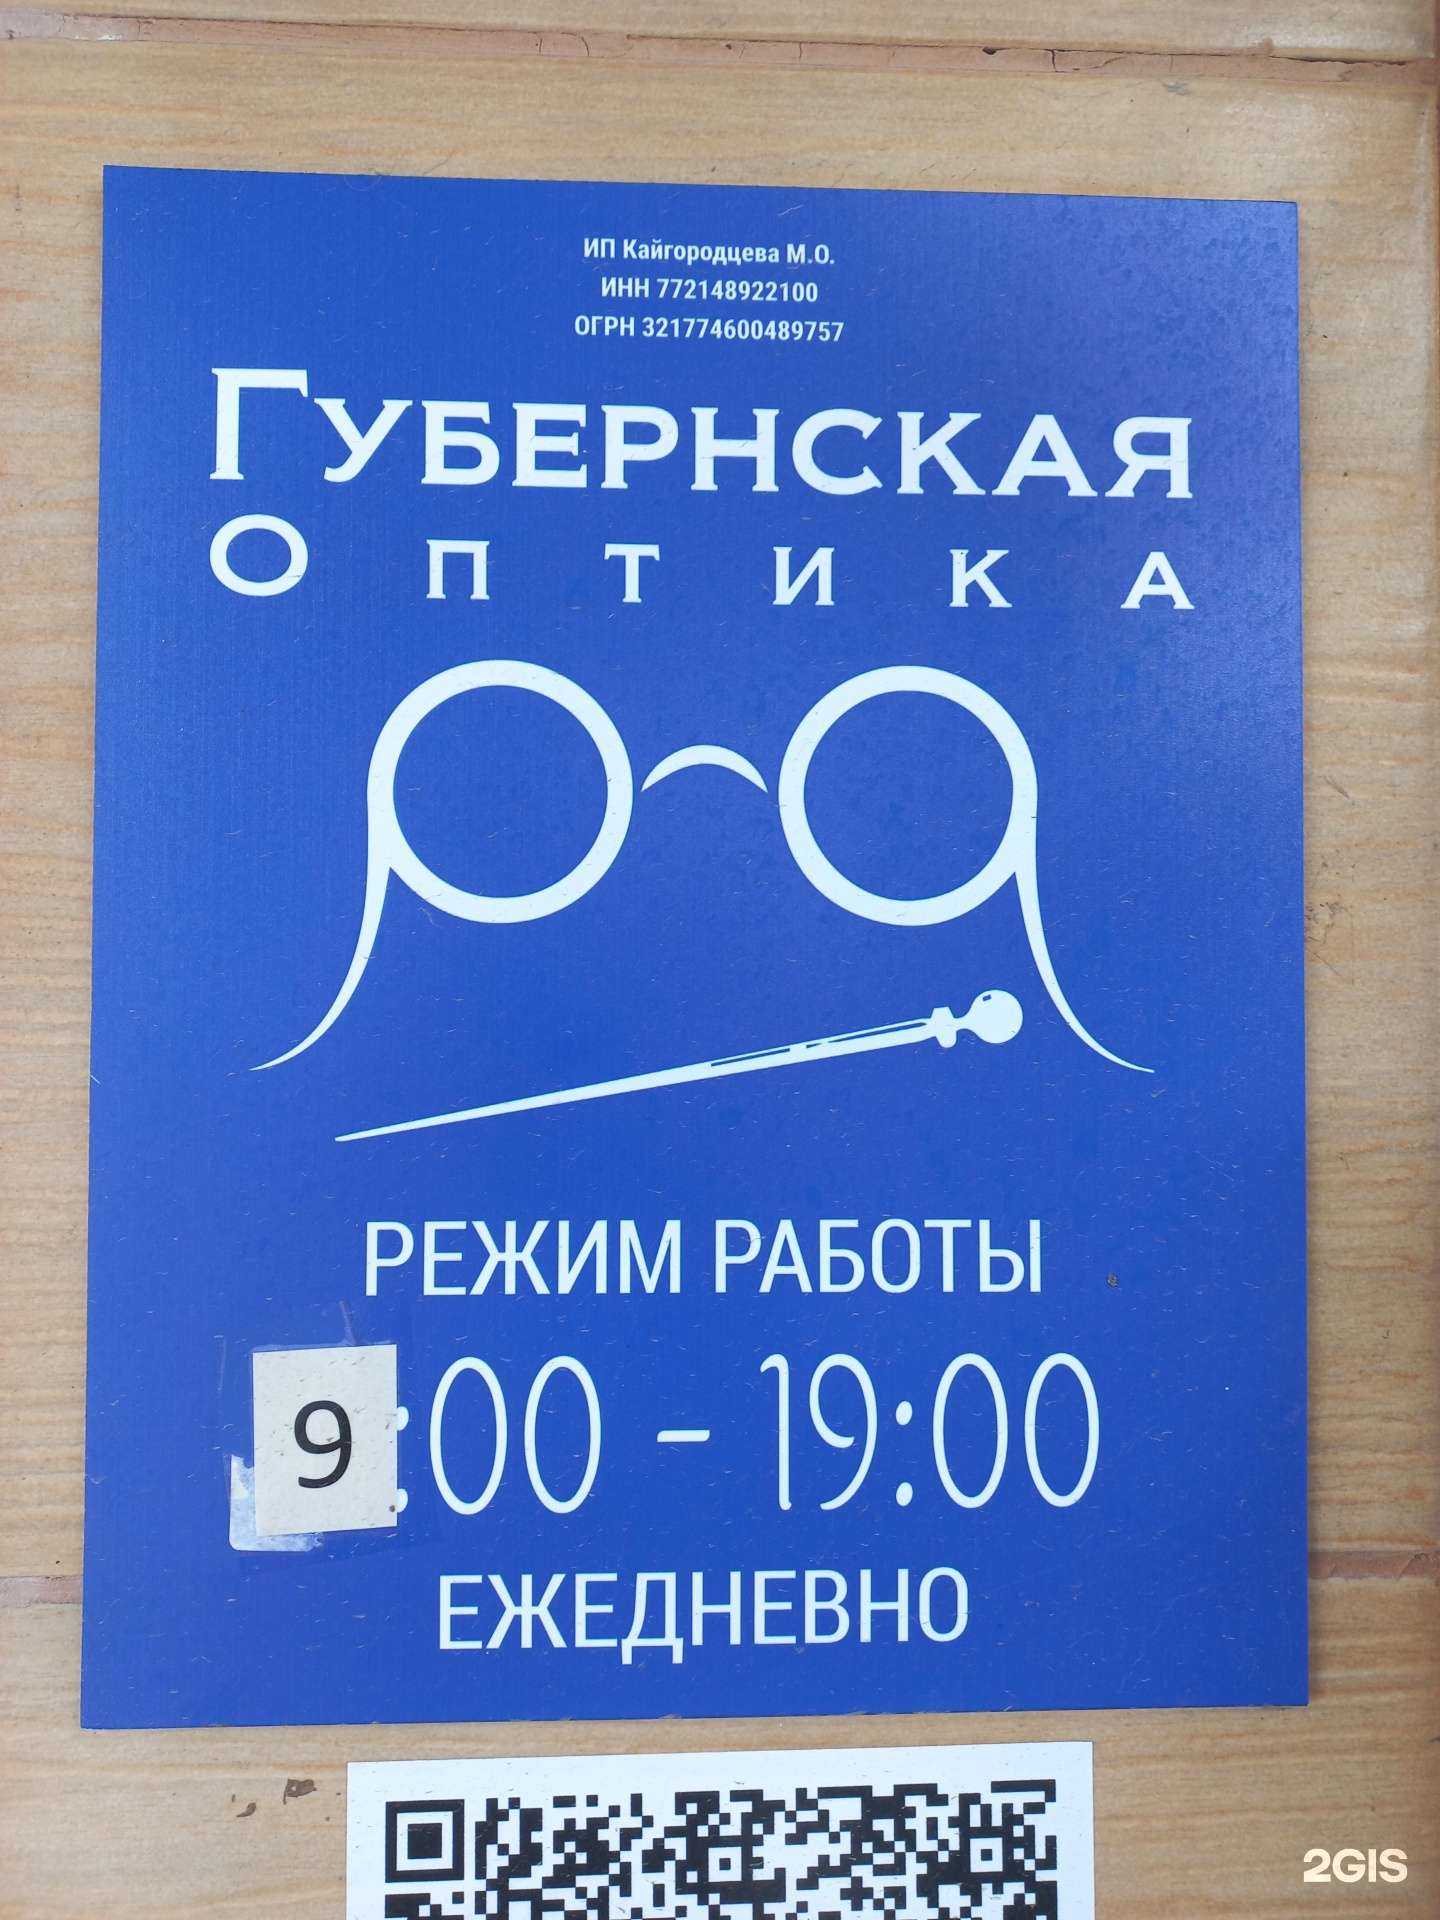 ИП Кайгородцева М.О.
ИНН 772148922100
ОГРН 321774600489757
ГУБЕРНСКАЯ
ОПТИКА
РЕЖИМ РАБОТЫ
9:00 - 19:00
ЕЖЕДНЕВНО
2GIS